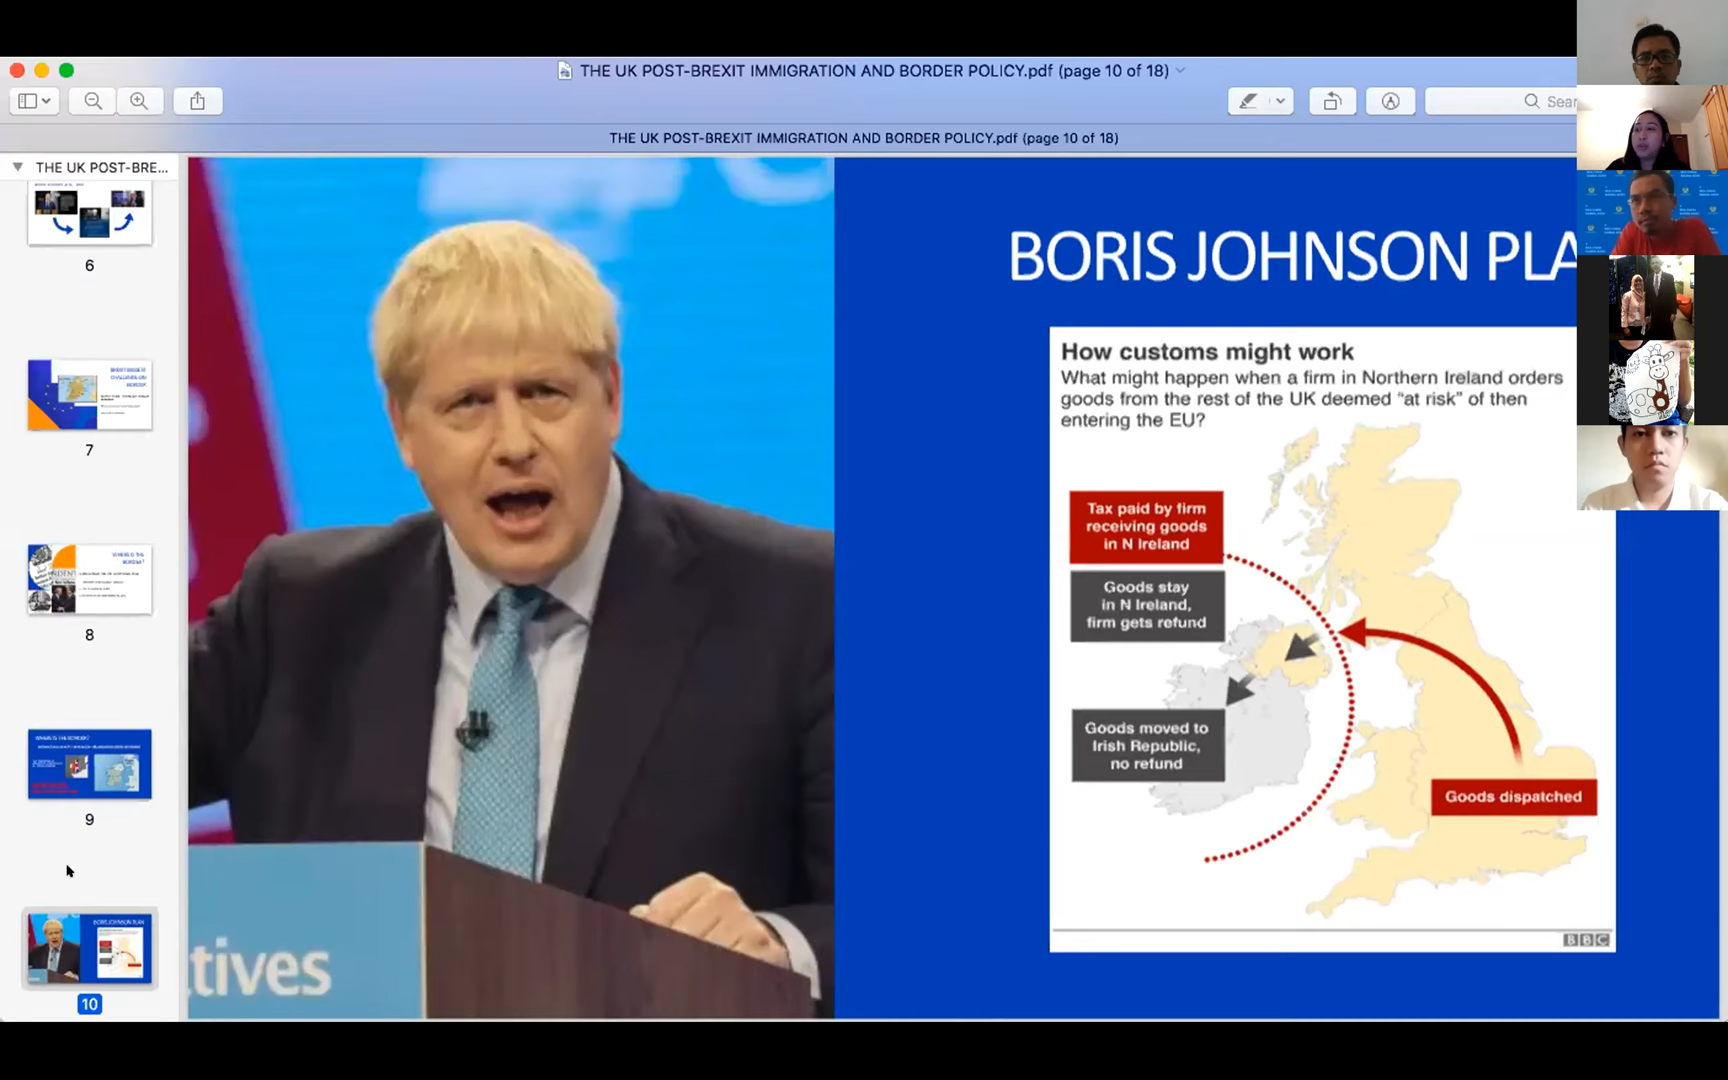 THE UK POST-BREXIT IMMIGRATION AND BORDER POLICY.pdf (page 10 of 18)
Sear
THE UK POST-BREXIT IMMIGRATION AND BORDER POLICY.pdf (page 10 of 18)
THE UK POST-BRE...
6
7
8
9
10
BORIS JOHNSON PLA
How customs might work
What might happen when a firm in Northern Ireland orders
goods from the rest of the UK deemed “at risk” of then
entering the EU?
Tax paid by firm
receiving goods
in N Ireland
Goods stay
in N Ireland,
firm gets refund
Goods moved to
Irish Republic,
no refund
Goods dispatched
BBC
tives